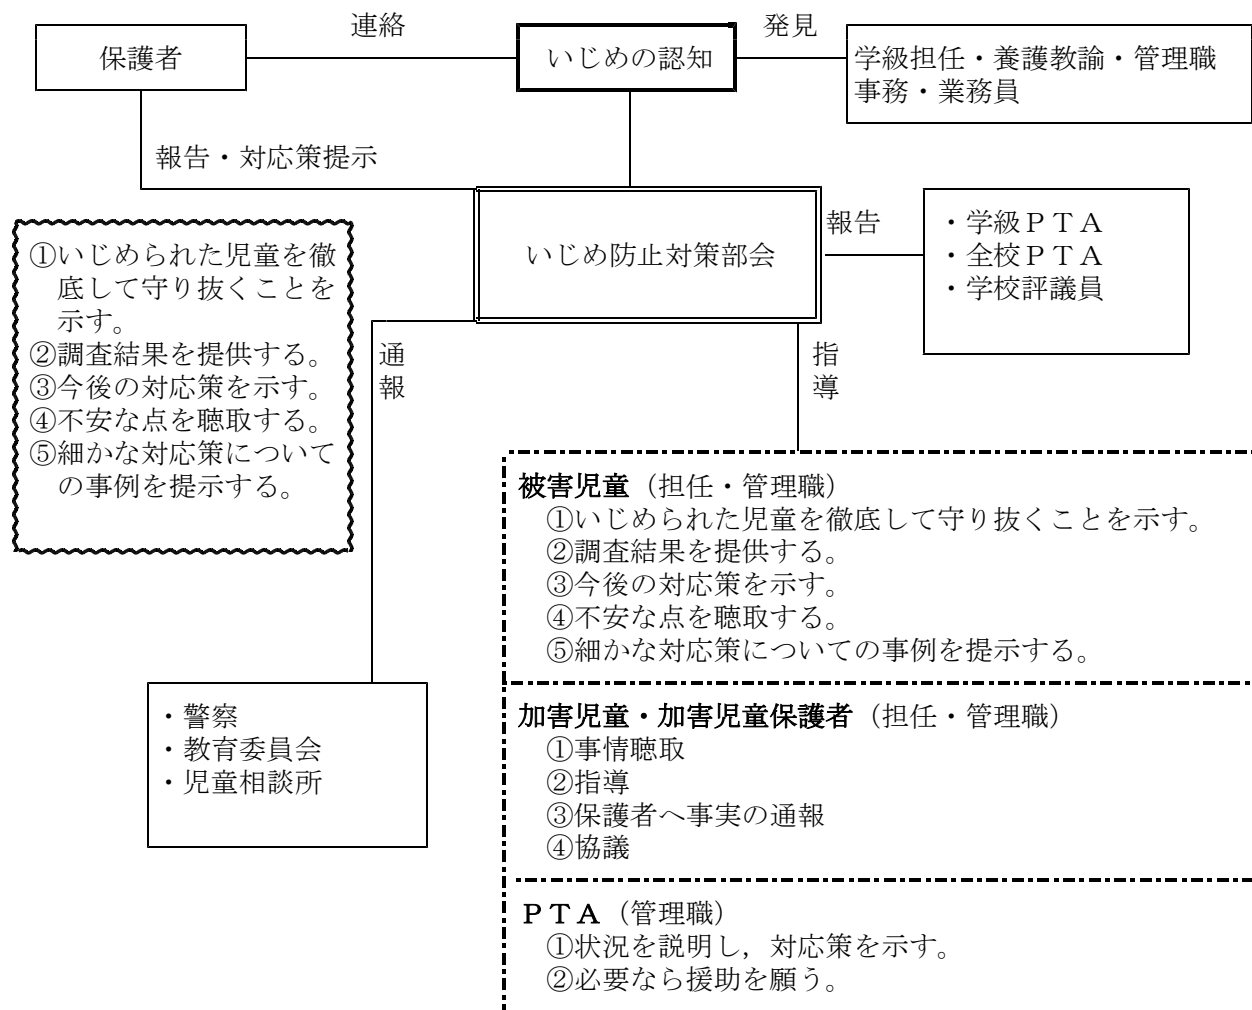 連絡
発見
保護者
いじめの認知
学級担任・養護教諭・管理職
事務・業務員
報告・対応策提示
いじめ防止対策部会
報告
・学級ＰＴＡ
・全校ＰＴＡ
・学校評議員
①いじめられた児童を徹
底して守り抜くことを
示す。
②調査結果を提供する。
③今後の対応策を示す。
④不安な点を聴取する。
⑤細かな対応策について
の事例を提示する。
通
報
指
導
被害児童（担任・管理職）
①いじめられた児童を徹底して守り抜くことを示す。
②調査結果を提供する。
③今後の対応策を示す。
④不安な点を聴取する。
⑤細かな対応策についての事例を提示する。
・警察
・教育委員会
・児童相談所
加害児童・加害児童保護者（担任・管理職）
①事情聴取
②指導
③保護者へ事実の通報
④協議
ＰＴＡ（管理職）
①状況を説明し，対応策を示す。
②必要なら援助を願う。